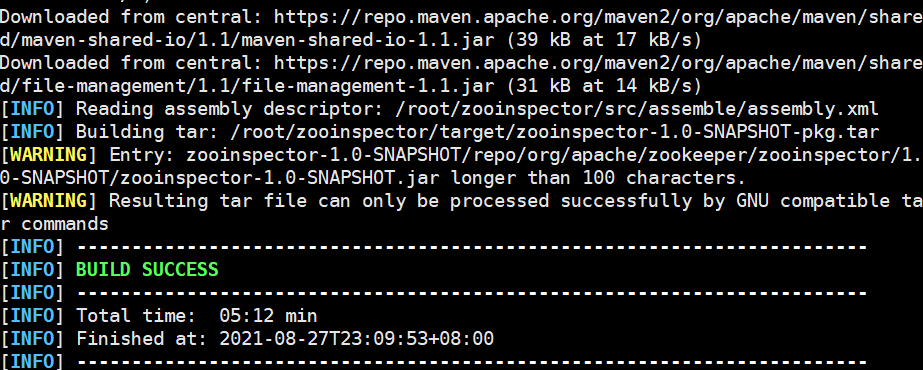 Downloaded from central: https://repo.maven.apache.org/maven2/org/apache/maven/share
d/maven-shared-io/1.1/maven-shared-io-1.1.jar (39 kB at 17 kB/s)
Downloaded from central: https://repo.maven.apache.org/maven2/org/apache/maven/share
d/file-management/1.1/file-management-1.1.jar (31 kB at 14 kB/s)
[INFO] Reading assembly descriptor: /root/zooinspector/src/assemble/assembly.xml
[INFO] Building tar: /root/zooinspector/target/zooinspector-1.0-SNAPSHOT-pkg.tar
[WARNING] Entry: zooinspector-1.0-SNAPSHOT/repo/org/apache/zookeeper/zooinspector/1.
0-SNAPSHOT/zooinspector-1.0-SNAPSHOT.jar longer than 100 characters.
[WARNING] Resulting tar file can only be processed successfully by GNU compatible ta
r commands
[INFO] ------------------------------------------------------------------------
[INFO] BUILD SUCCESS
[INFO] ------------------------------------------------------------------------
[INFO] Total time:  05:12 min
[INFO] Finished at: 2021-08-27T23:09:53+08:00
[INFO] ------------------------------------------------------------------------